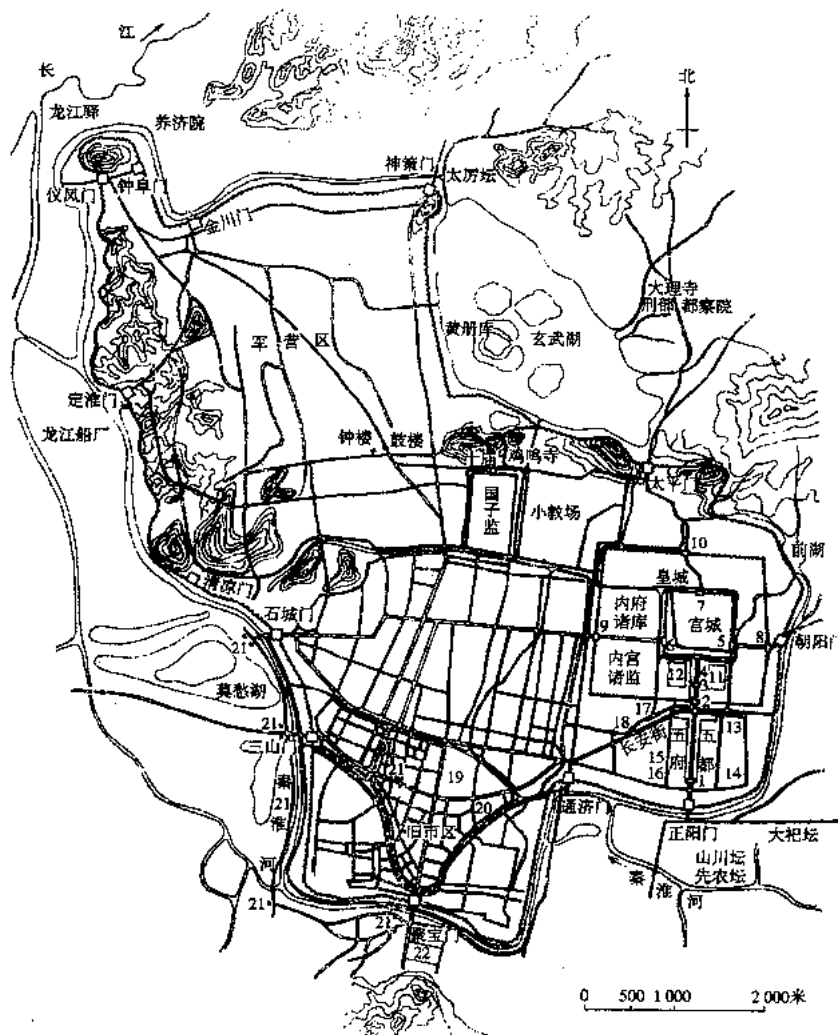 长
江
北
龙江驿
养济院
神策门
太厉坛
仪凤门
钟阜门
金川门
大理寺
刑部 都察院
黄册库
玄武湖
军营区
定淮门
龙江船厂
钟楼
鼓楼
鸡鸣寺
太平门
国子监
小教场
10
前湖
皇城
清凉门
内府诸库
7
宫城
石城门
21
9
5
8
朝阳门
内宫诸监
12
4
3
11
莫愁湖
2
17
21
18
长安街
五府
五都
13
三山门
15
21
19
16
1
14
秦
21
淮
河
20
旧市区
通济门
正阳门
大祀坛
山川坛
先农坛
秦
淮
河
21
21
聚宝门
22
0
500
1 000
2 000米